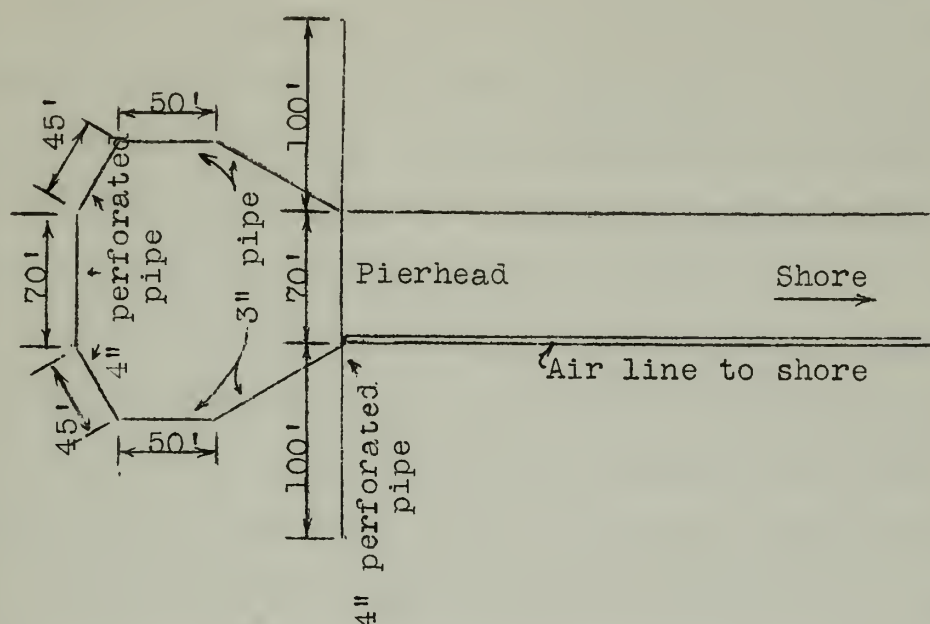 50'
45'
100'
4" perforated
pipe
3" pipe
70'
70'
Pierhead
Shore
Air line to shore
45'
50'
100'
4" perforated
pipe